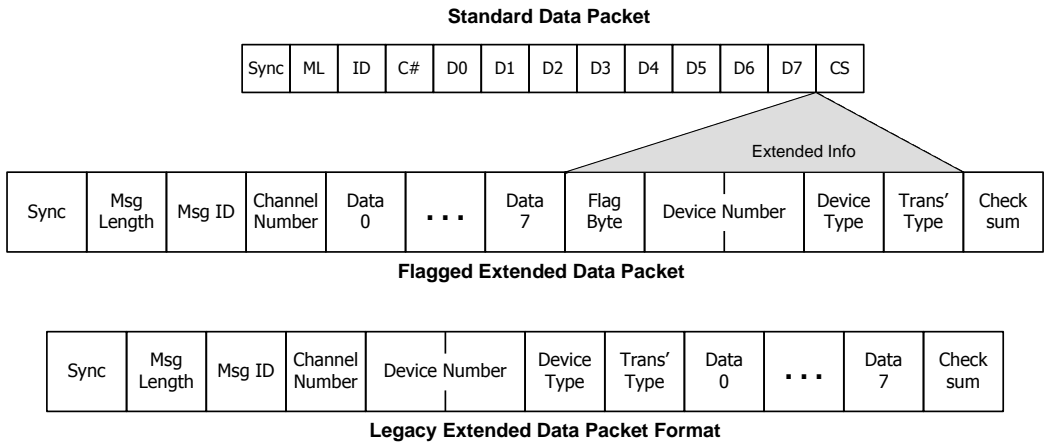 Standard Data Packet
Sync ML ID C# D0 D1 D2 D3 D4 D5 D6 D7 CS
Extended Info
Sync Msg Length Msg ID Channel Number Data 0 ... Data 7 Flag Byte Device Number Device Type Trans' Type Check sum
Flagged Extended Data Packet
Sync Msg Length Msg ID Channel Number Device Number Device Type Trans' Type Data 0 ... Data 7 Check sum
Legacy Extended Data Packet Format